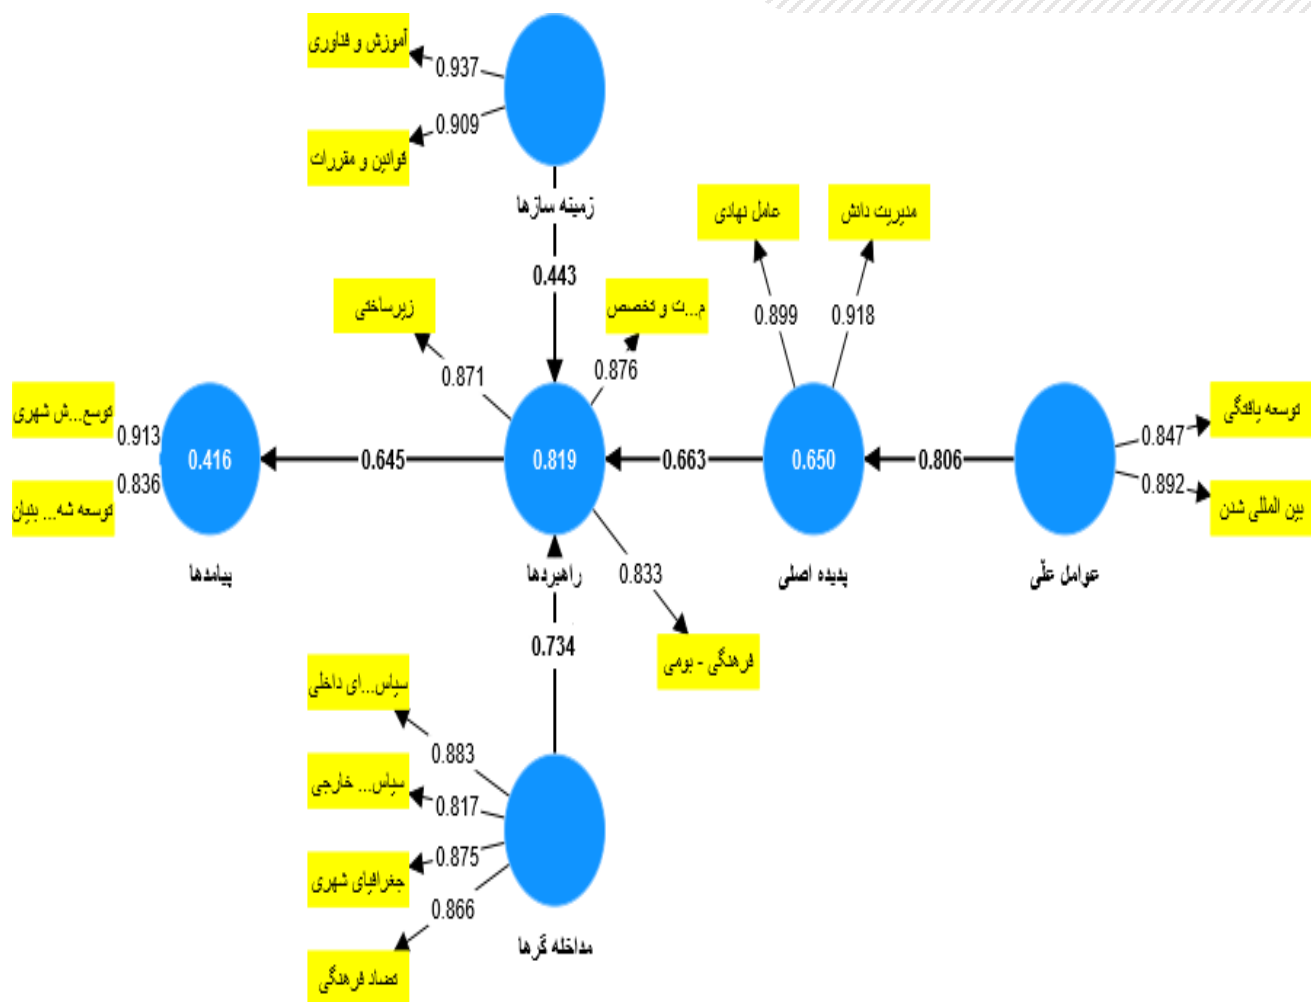 آموزش و فناوری
0.937
0.909
قوانین و مقررات
زمینه سازها
عامل نهادی
مدیریت دانش
0.443
زیرساختی
م...ت و تخصص
0.899
0.918
0.871
0.876
توسع...ش شهری
0.913
0.836
توسعه شه... بنیان
0.416
0.645
0.819
0.663
0.650
0.806
توسعه یافتگی
0.847
0.892
بین المللی شدن
پیامدها
راهبردها
پدیده اصلی
عوامل علّی
0.833
0.734
فرهنگی - بومی
سیاس...ای داخلی
0.883
سیاس... خارجی
0.817
0.875
جغرافیای شهری
0.866
مداخله گرها
تضاد فرهنگی